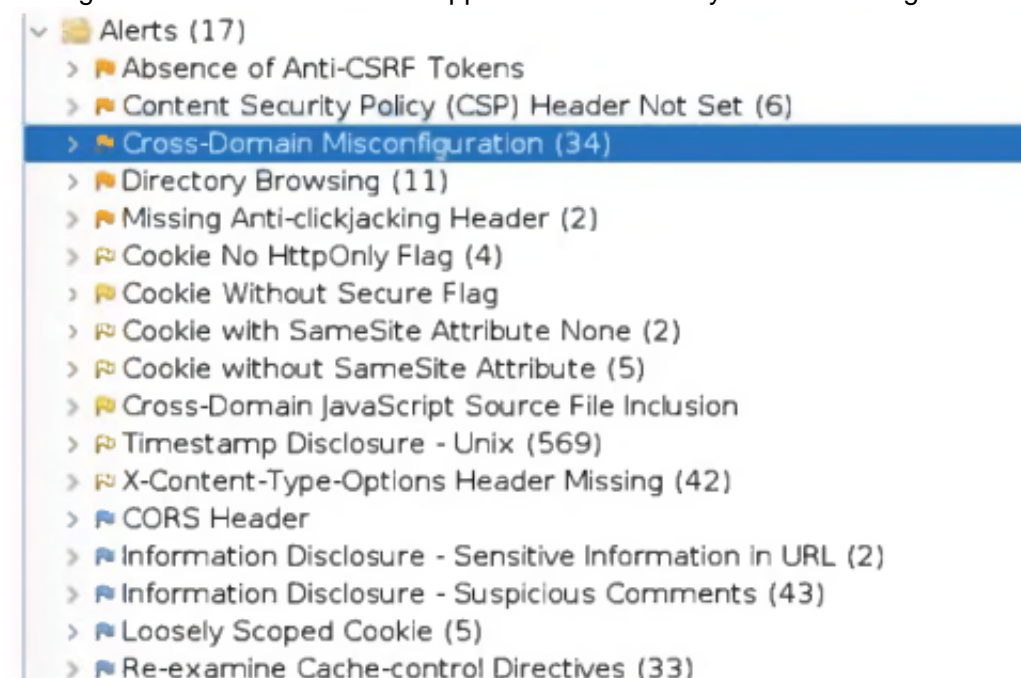 Alerts (17)
Absence of Anti-CSRF Tokens
Content Security Policy (CSP) Header Not Set (6)
Cross-Domain Misconfiguration (34)
Directory Browsing (11)
Missing Anti-clickjacking Header (2)
Cookie No HttpOnly Flag (4)
Cookie Without Secure Flag
Cookie with SameSite Attribute None (2)
Cookie without SameSite Attribute (5)
Cross-Domain JavaScript Source File Inclusion
Timestamp Disclosure - Unix (569)
X-Content-Type-Options Header Missing (42)
CORS Header
Information Disclosure - Sensitive Information in URL (2)
Information Disclosure - Suspicious Comments (43)
Loosely Scoped Cookie (5)
Re-examine Cache-control Directives (33)